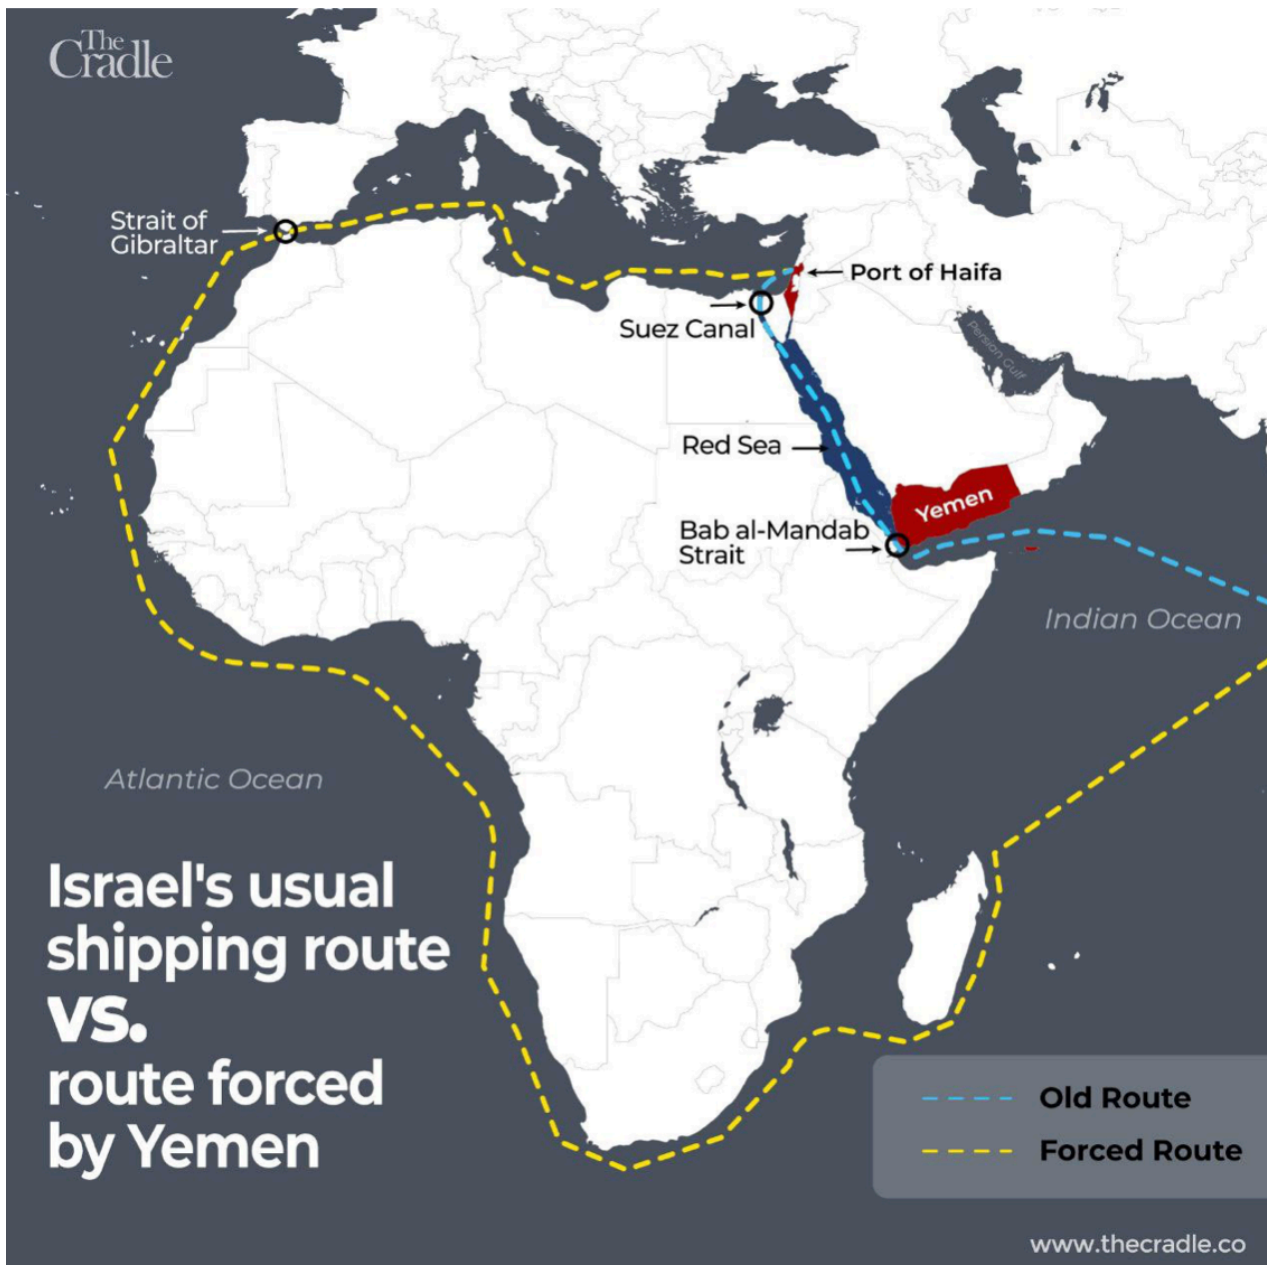 The
Cradle
Strait of
Gibraltar
Port of Haifa
Suez Canal
Persian Gulf
Red Sea
Yemen
Bab al-Mandab
Strait
Indian Ocean
Atlantic Ocean
Israel's usual
shipping route
vs.
route forced
by Yemen
Old Route
Forced Route
www.thecradle.co